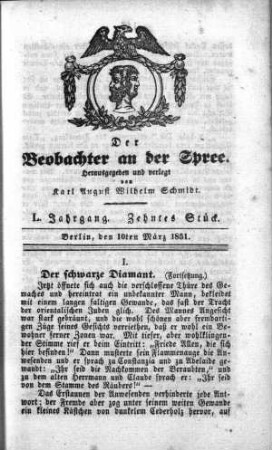 Der
Beobachter an der Spree.
Herausgegeben und verlegt
von
Karl August Wilhelm Schmidt.
L. Jahrgang. Zehntes Stück.
Berlin, den 10ten März 1851.
I.
Der schwarze Diamant. (Fortsetzung.)
Jetzt öffnete sich auch die verschlossene Thüre des Ge-
maches und hereintrat ein unbekannter Mann, bekleidet
mit einem langen faltigen Gewande, das fast der Tracht
der orientalischen Juden glich. Des Mannes Angesicht
war stark gebräunt, und die wohl schönen aber fremdarti-
gen Züge seines Gesichts verriethen, daß er wohl ein Be-
wohner ferner Zonen war. Mit tiefer, aber wohlklingen-
der Stimme rief er beim Eintritt: „Friede Allen, die sich
hier befinden!" Dann musterte sein Flammenauge die An-
wesenden und er sprach zu Constanzia und zu Adelaide ge-
wandt: „Ihr seid die Nachkommen der Beraubten," und
zu dem alten Herrmann und Claude sprach er: „Ihr seid
von dem Stamme des Räubers!" —
Das Erstaunen der Anwesenden verhinderte jede Ant-
wort; der Fremde aber zog unter seinem weiten Gewande
ein kleines Kästchen von dunkelem Cederholz hervor, auf